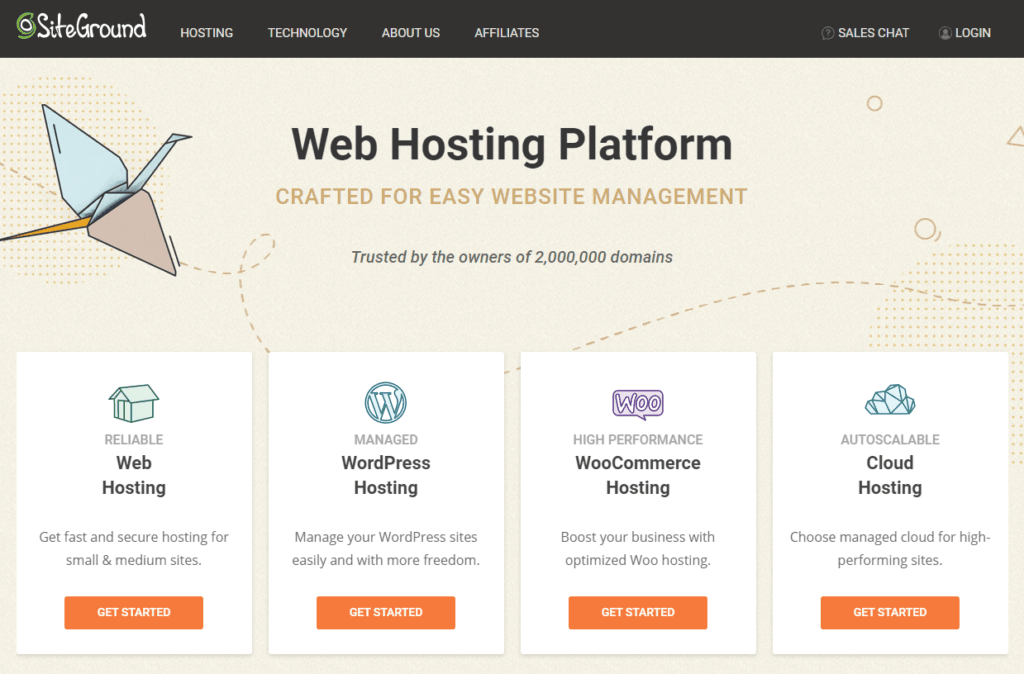 SiteGround
HOSTING
TECHNOLOGY
ABOUT US
AFFILIATES
SALES CHAT
LOGIN
Web Hosting Platform
CRAFTED FOR EASY WEBSITE MANAGEMENT
Trusted by the owners of 2,000,000 domains
RELIABLE
Web
Hosting
Get fast and secure hosting for
small & medium sites.
GET STARTED
W
MANAGED
WordPress
Hosting
Manage your WordPress sites
easily and with more freedom.
GET STARTED
WOO
HIGH PERFORMANCE
WooCommerce
Hosting
Boost your business with
optimized Woo hosting.
GET STARTED
AUTOSCALABLE
Cloud
Hosting
Choose managed cloud for high-
performing sites.
GET STARTED